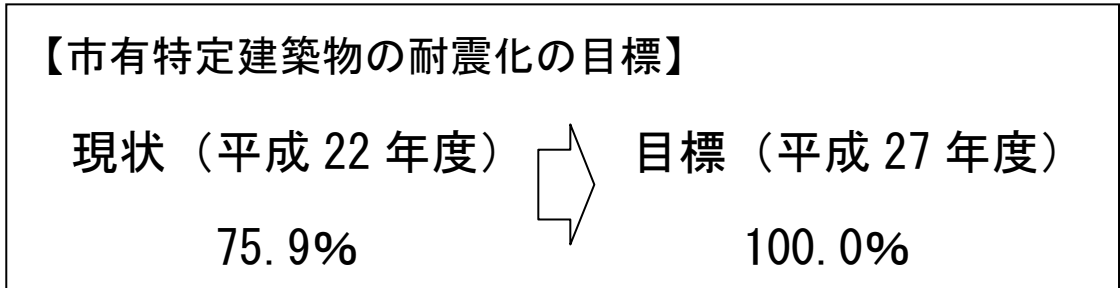 【市有特定建築物の耐震化の目標】
現状（平成 22 年度） 目標（平成 27 年度）
75.9% 100.0%